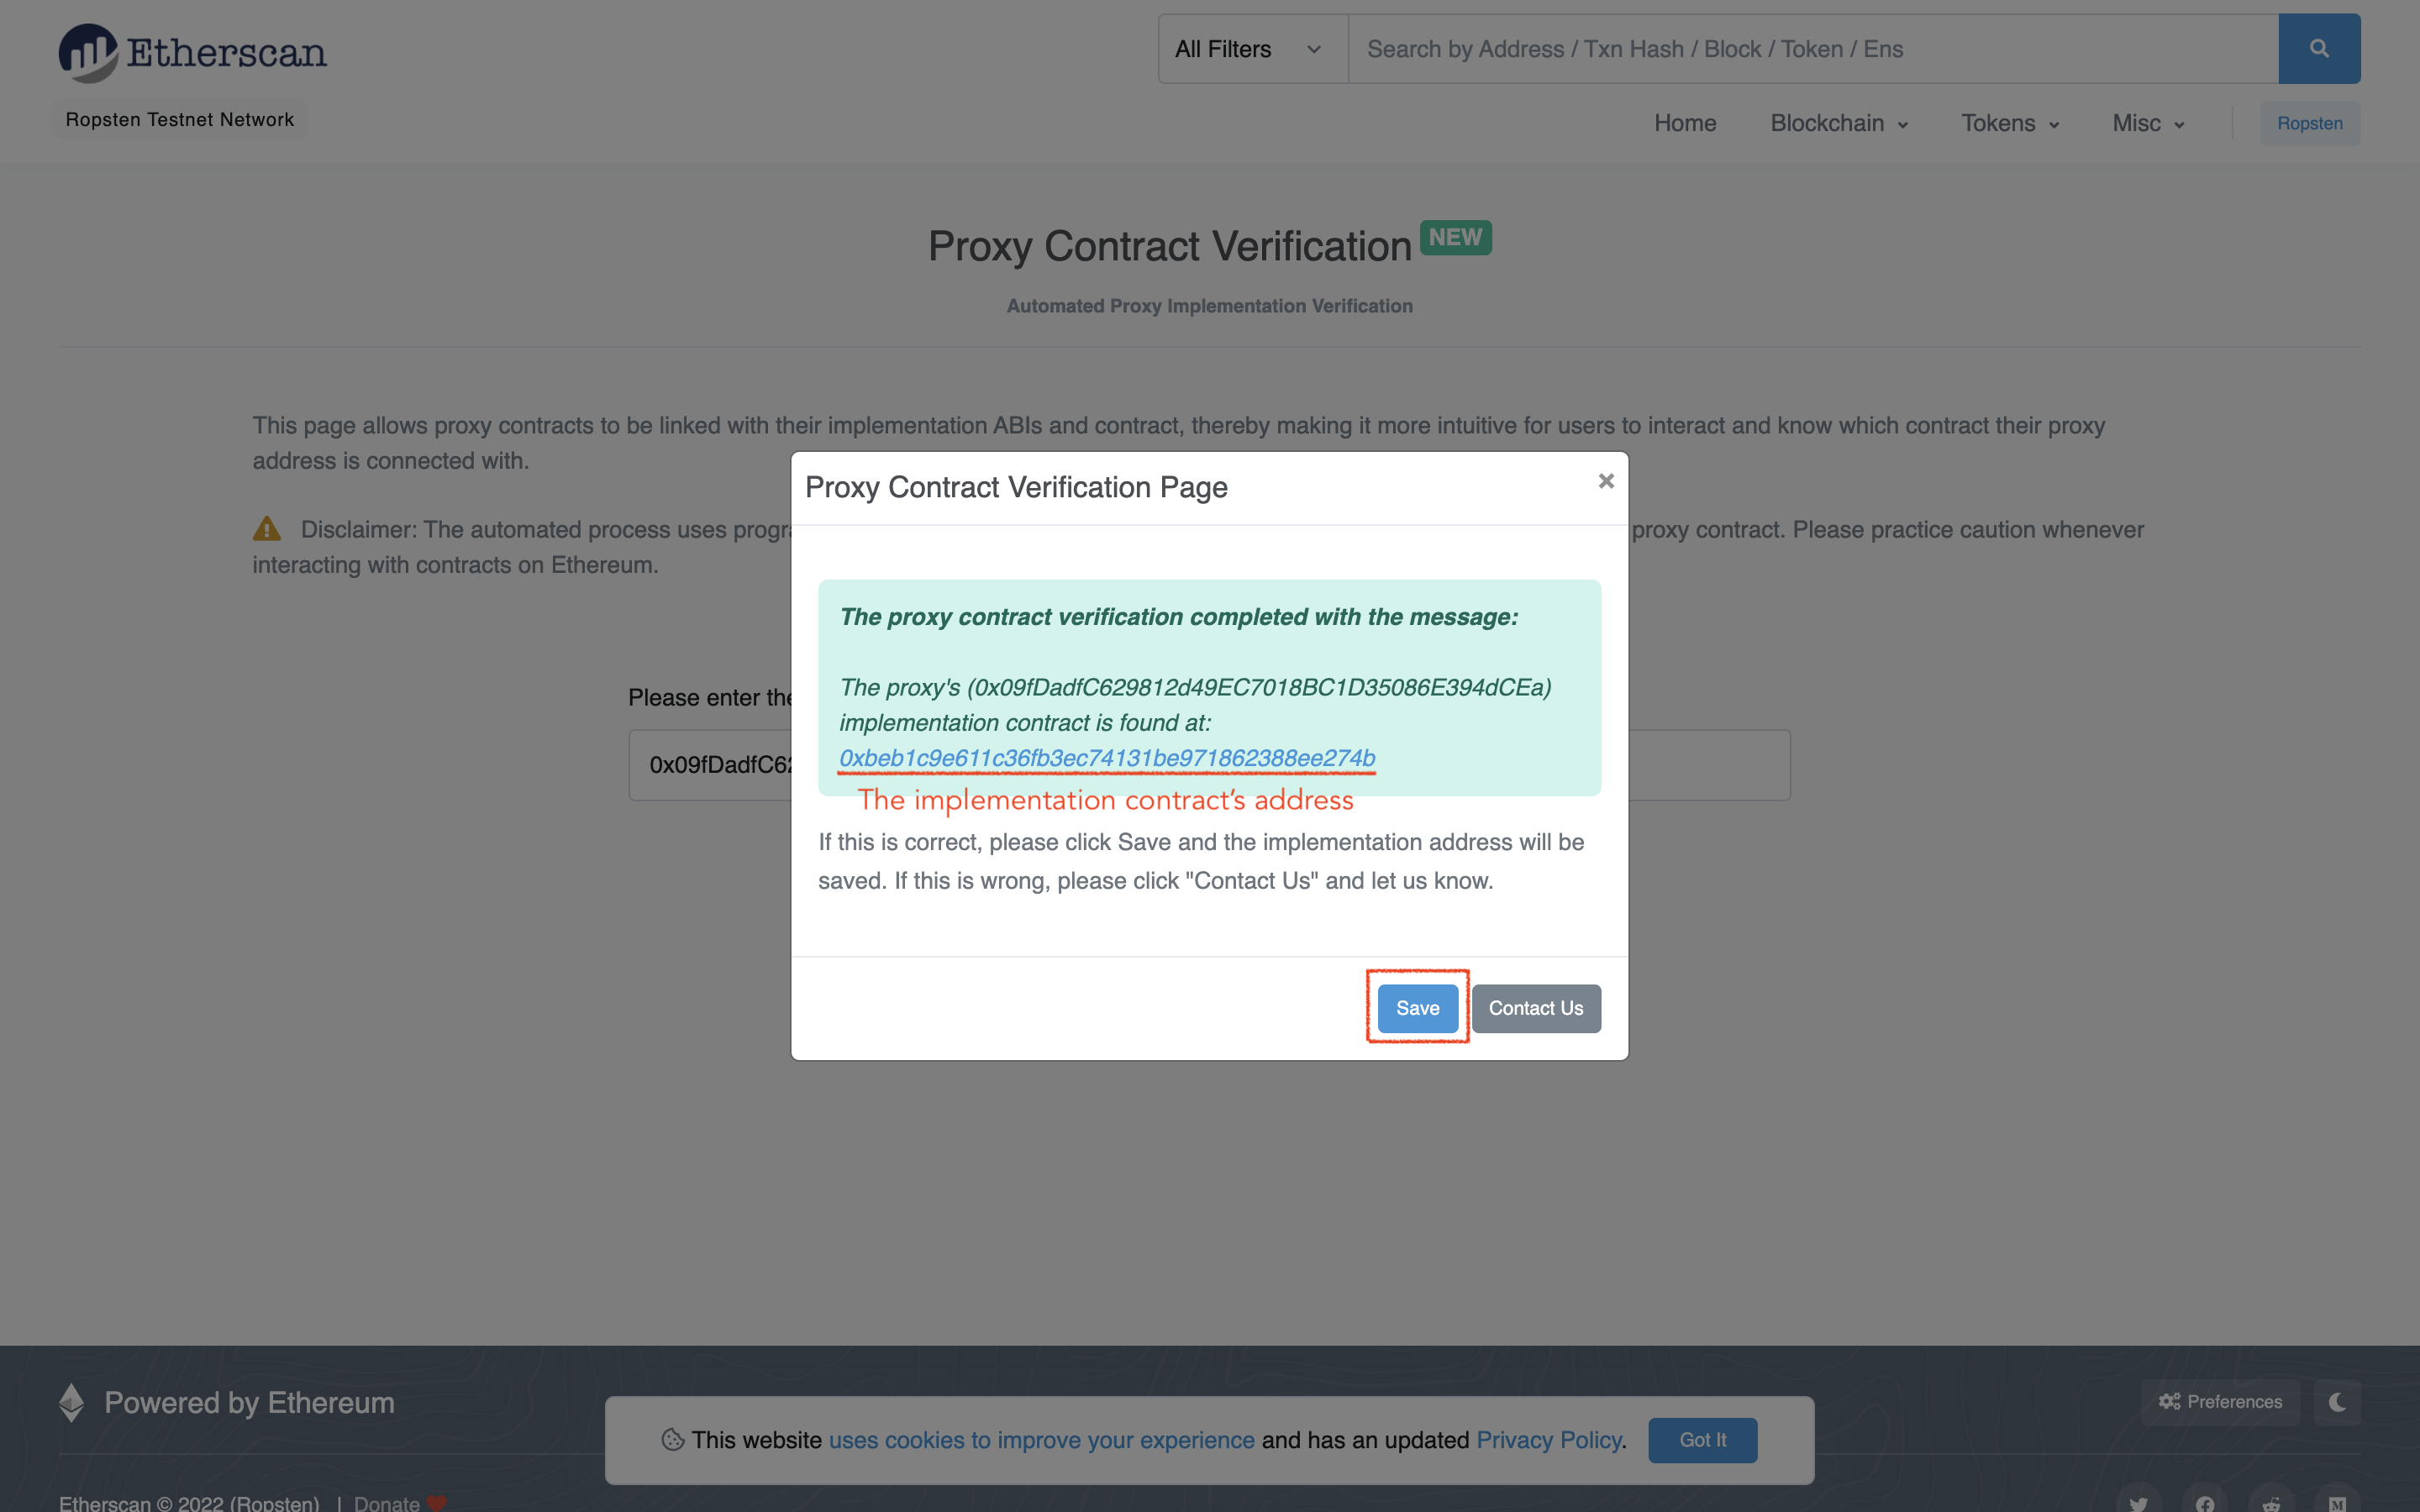 Etherscan
All Filters
Search by Address / Txn Hash / Block / Token / Ens
Ropsten Testnet Network
Home Blockchain Tokens Misc Ropsten
Proxy Contract Verification NEW
Automated Proxy Implementation Verification
This page allows proxy contracts to be linked with their implementation ABIs and contract, thereby making it more intuitive for users to interact and know which contract their proxy
address is connected with.
Disclaimer: The automated process uses progra proxy contract. Please practice caution whenever
interacting with contracts on Ethereum.
Please enter the
0x09fDadfC62
Proxy Contract Verification Page ×
The proxy contract verification completed with the message:
The proxy's (0x09fDadfC629812d49EC7018BC1D35086E394dCEa)
implementation contract is found at:
0xbeb1c9e611c36fb3ec74131be971862388ee274b
The implementation contract's address
If this is correct, please click Save and the implementation address will be
saved. If this is wrong, please click "Contact Us" and let us know.
Save Contact Us
Powered by Ethereum
Preferences
This website uses cookies to improve your experience and has an updated Privacy Policy.
Got It
Etherscan © 2022 (Ropsten) | Donate